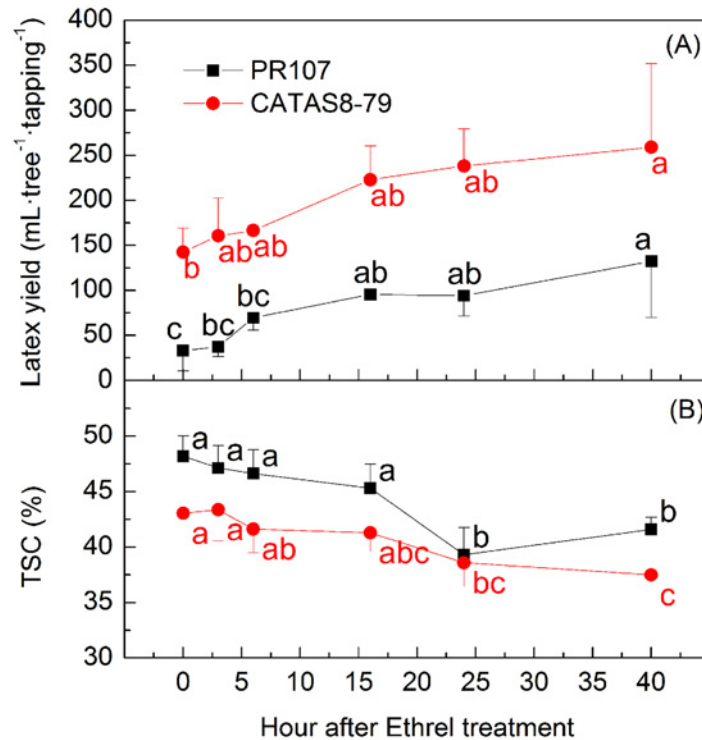 400
350
300
250
200
150
100
50
0
Latex yield (mL·tree⁻¹·tapping⁻¹)
(A)
PR107
CATAS8-79
b
ab
ab
ab
ab
a
c
bc
bc
ab
ab
a
(B)
50
45
40
35
30
TSC (%)
a
a
a
a
b
b
a
a
ab
abc
bc
c
0 5 10 15 20 25 30 35 40
Hour after Ethrel treatment